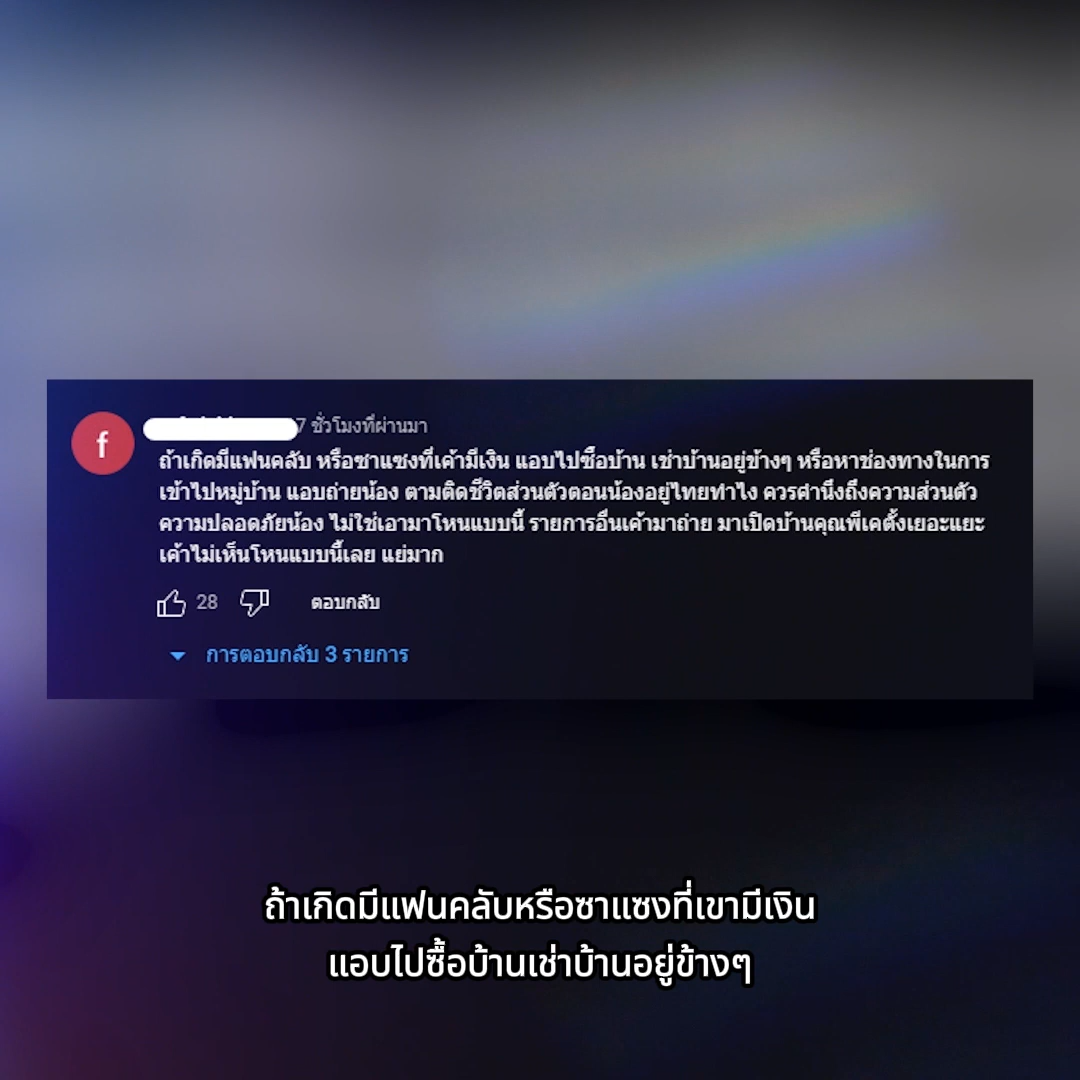 f
7 ชั่วโมงที่ผ่านมา
ถ้าเกิดมีแฟนคลับ หรือซาแซงที่เค้ามีเงิน แอบไปซื้อบ้าน เช่าบ้านอยู่ข้างๆ หรือหาช่องทางในการ
เข้าไปหมู่บ้าน แอบถ่ายน้อง ตามติดชีวิตส่วนตัวตอนน้องอยู่ไทยทำไง ควรคำนึงถึงความส่วนตัว
ความปลอดภัยน้อง ไม่ใช่เอามาโหนแบบนี้ รายการอื่นเค้ามาถ่าย มาเปิดบ้านคุณพีเคตั้งเยอะแยะ
เค้าไม่เห็นโหนแบบนี้เลย แย่มาก
28 ตอบกลับ
การตอบกลับ 3 รายการ
ถ้าเกิดมีแฟนคลับหรือซาแซงที่เขามีเงิน
แอบไปซื้อบ้านเช่าบ้านอยู่ข้างๆ